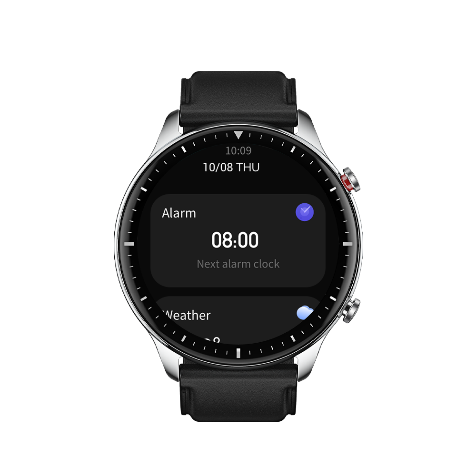 10:09
10/08 THU
Alarm
08:00
Next alarm clock
Weather